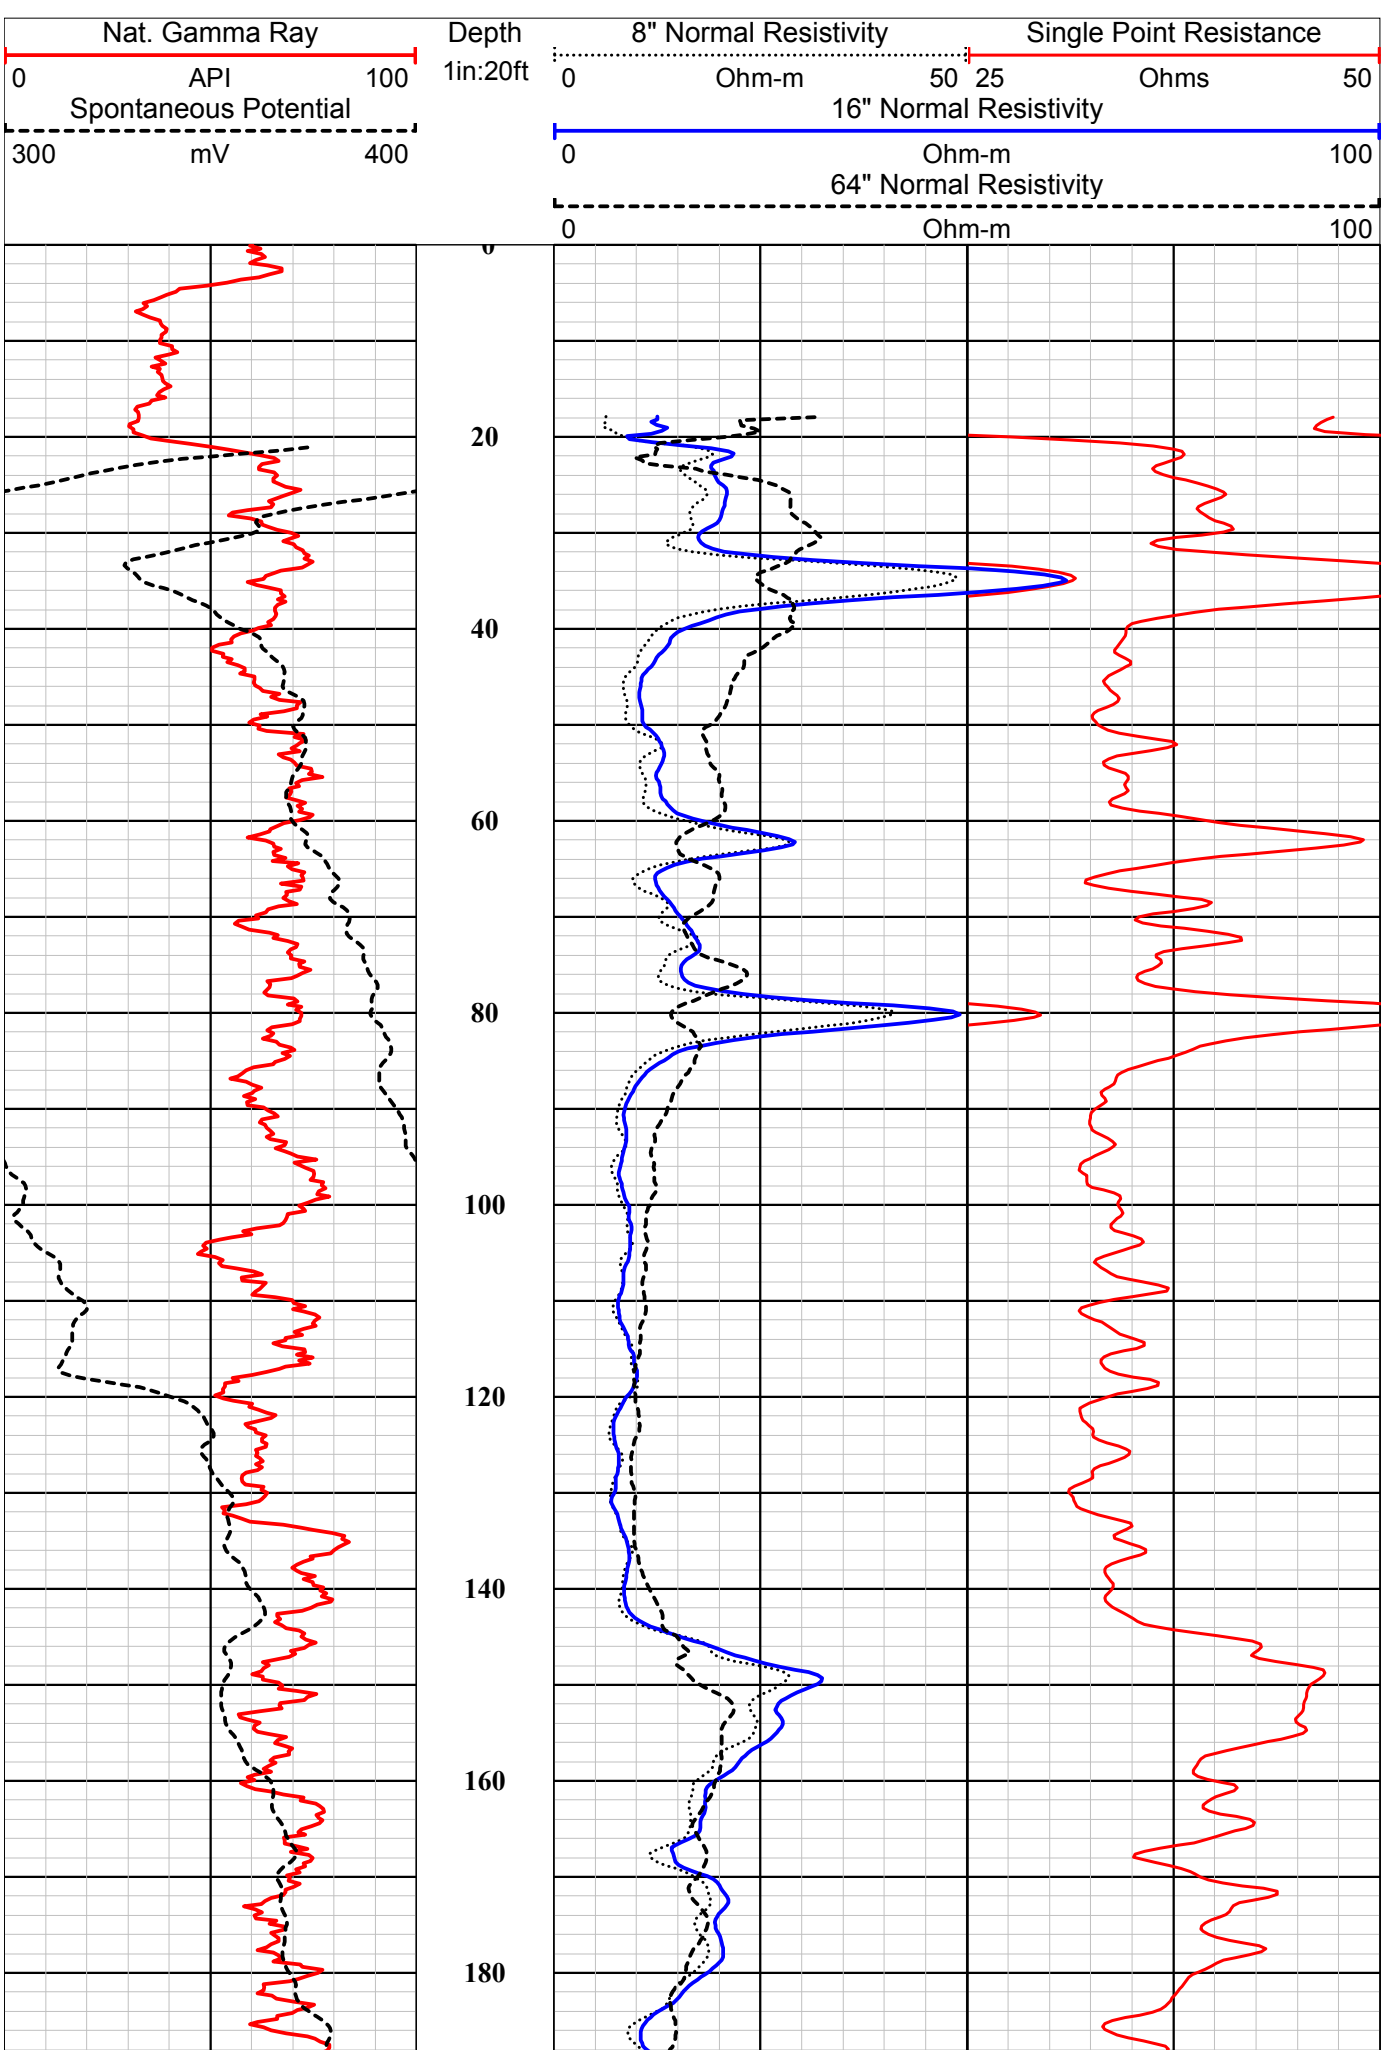 Nat. Gamma Ray Depth 8" Normal Resistivity Single Point Resistance
0 API 100 1in:20ft 0 Ohm-m 50 25 Ohms 50
Spontaneous Potential 16" Normal Resistivity
300 mV 400 0 Ohm-m 100
64" Normal Resistivity
0 Ohm-m 100
0
20
40
60
80
100
120
140
160
180